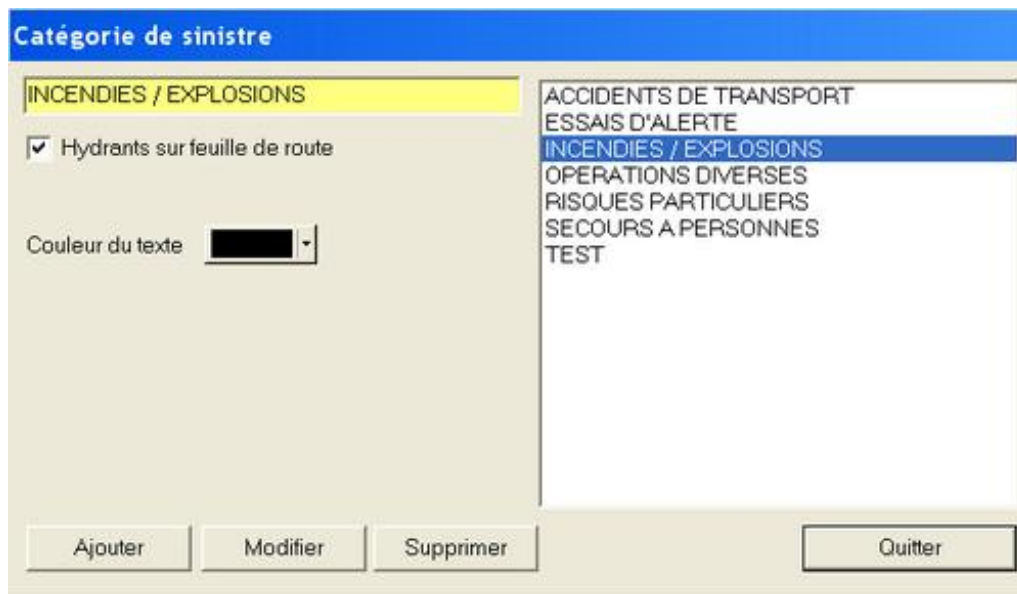 Catégorie de sinistre
INCENDIES / EXPLOSIONS
Hydrants sur feuille de route
Couleur du texte
ACCIDENTS DE TRANSPORT
ESSAIS D'ALERTE
INCENDIES / EXPLOSIONS
OPERATIONS DIVERSES
RISQUES PARTICULIERS
SECOURS A PERSONNES
TEST
Ajouter
Modifier
Supprimer
Quitter